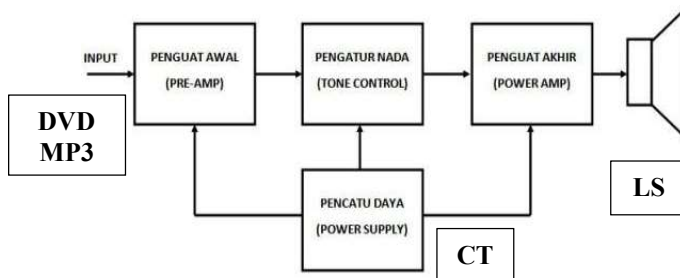 INPUT
PENGUAT AWAL
(PRE-AMP)
PENGATUR NADA
(TONE CONTROL)
PENGUAT AKHIR
(POWER AMP)
DVD
MP3
LS
PENCATU DAYA
(POWER SUPPLY)
CT